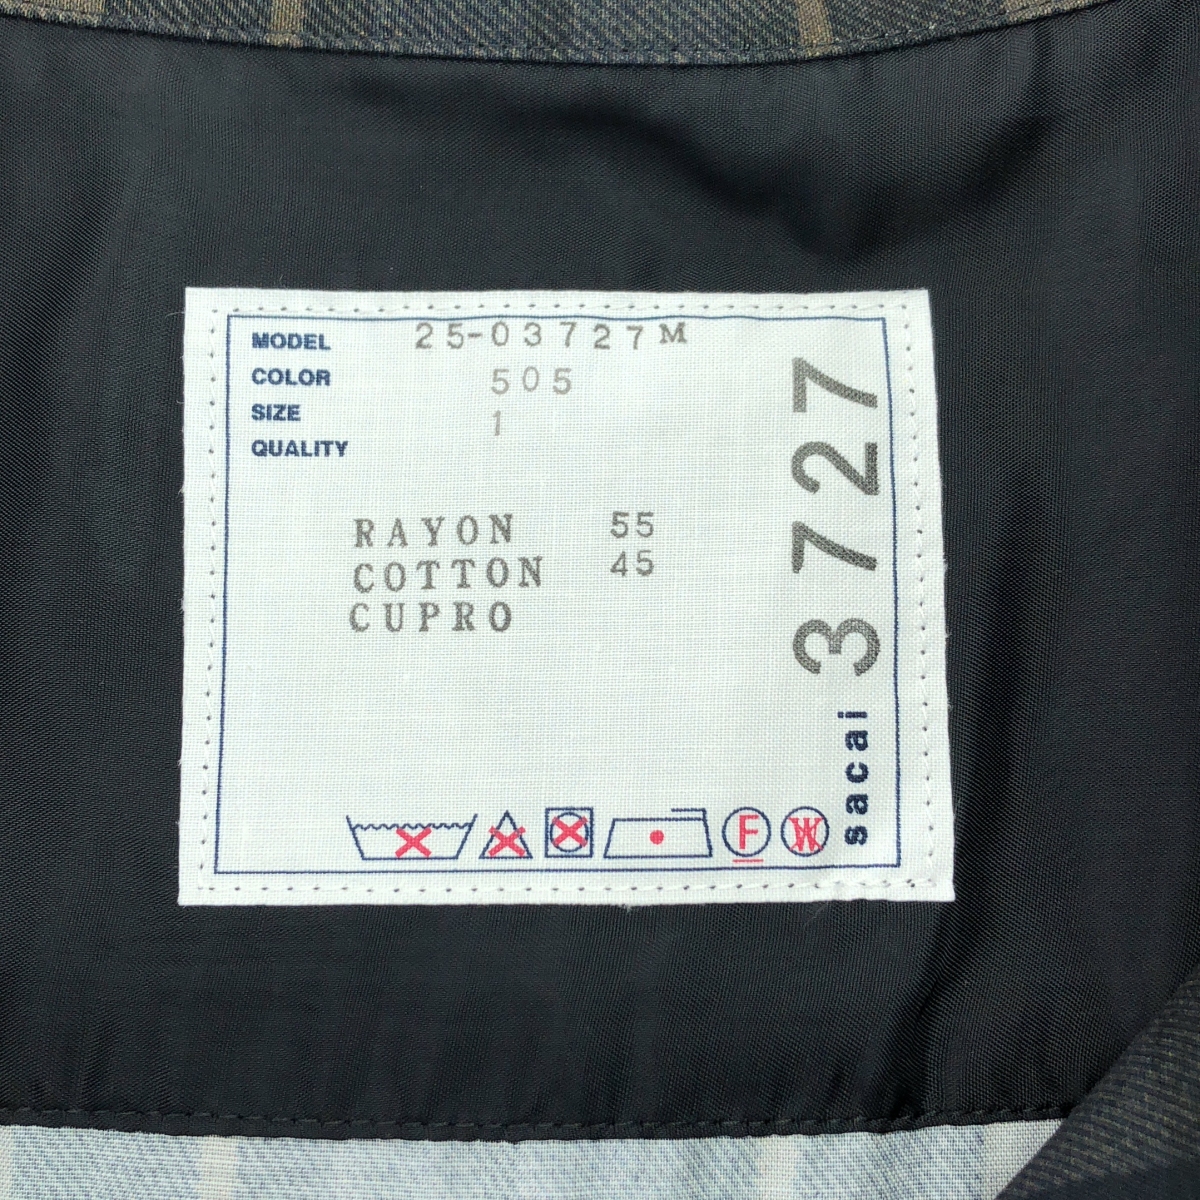 MODEL 25-03727M
COLOR 505
SIZE 1
QUALITY
RAYON 55
COTTON 45
CUPRO
F
W
sacai 3727